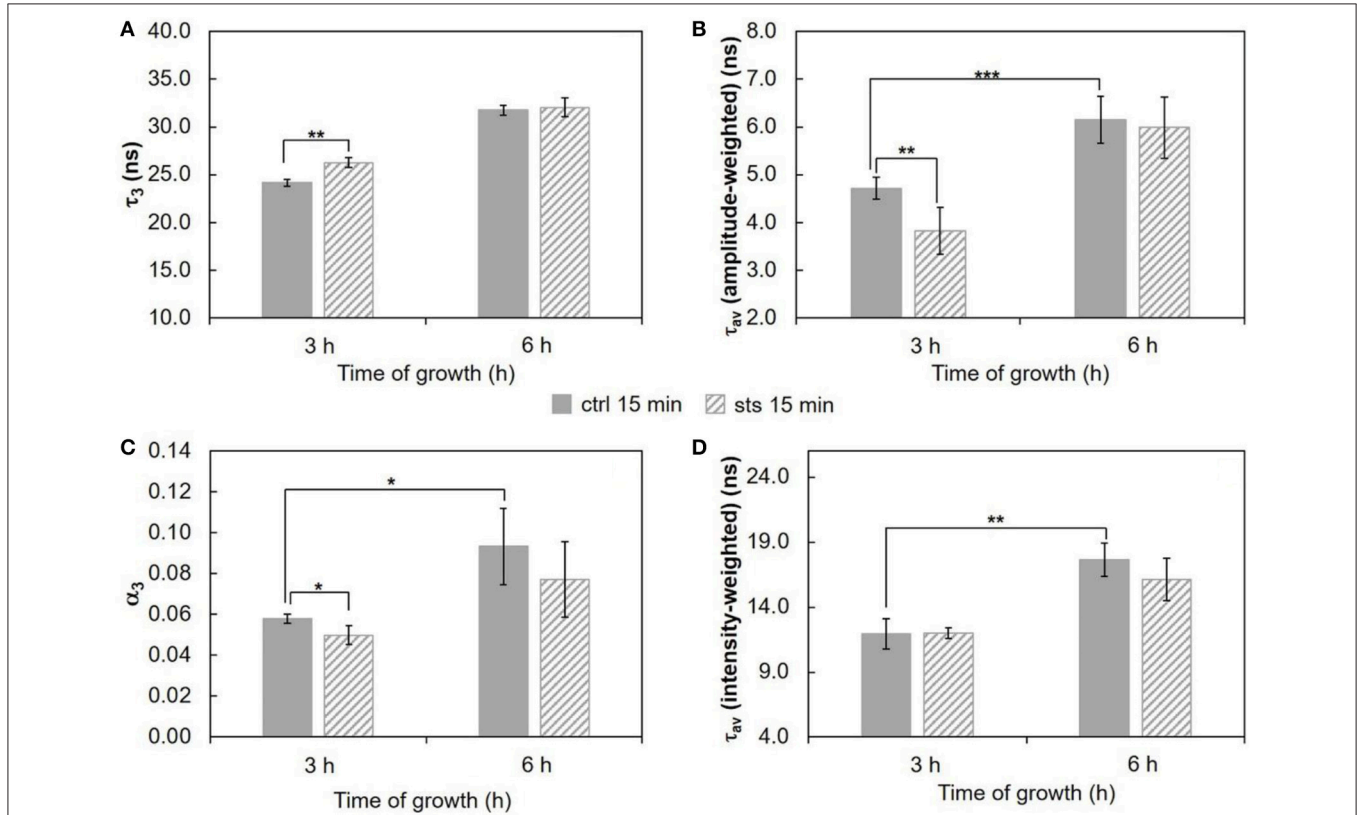 A
40.0
35.0
30.0
25.0
20.0
15.0
10.0
τ3 (ns)
**
3 h
6 h
Time of growth (h)
B
8.0
7.0
6.0
5.0
4.0
3.0
2.0
τav (amplitude-weighted) (ns)
***
**
3 h
6 h
Time of growth (h)
ctrl 15 min
sts 15 min
C
0.14
0.12
0.10
0.08
0.06
0.04
0.02
0.00
α3
*
*
3 h
6 h
Time of growth (h)
D
24.0
19.0
14.0
9.0
4.0
τav (intensity-weighted) (ns)
**
3 h
6 h
Time of growth (h)